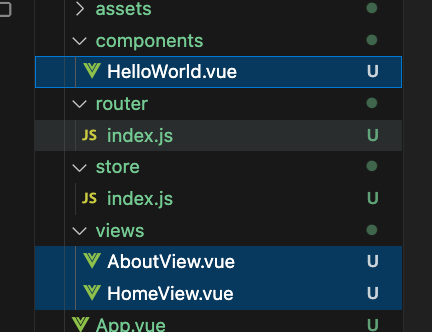 assets
components
HelloWorld.vue U
router
JS index.js U
store
JS index.js U
views
AboutView.vue U
HomeView.vue U
App.vue U